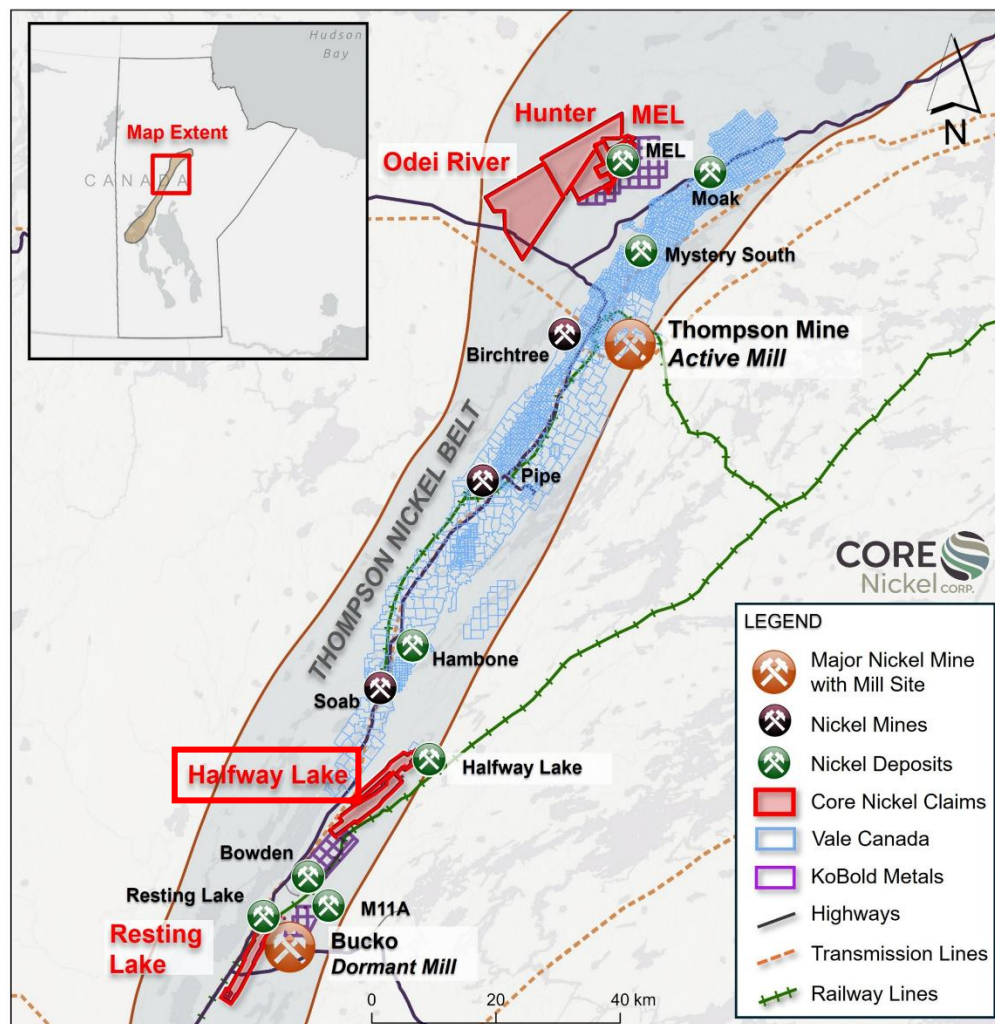 Hudson
Bay
Map Extent
CANADA
N
Hunter
MEL
Odei River
MEL
Moak
Mystery South
Birchtree
Thompson Mine
Active Mill
THOMPSON NICKEL BELT
Pipe
CORE
Nickel CORP.
Hambone
Soab
Halfway Lake
Halfway Lake
Bowden
Resting Lake
M11A
Resting
Lake
Bucko
Dormant Mill
0 20 40 km
LEGEND
Major Nickel Mine
with Mill Site
Nickel Mines
Nickel Deposits
Core Nickel Claims
Vale Canada
KoBold Metals
Highways
Transmission Lines
Railway Lines